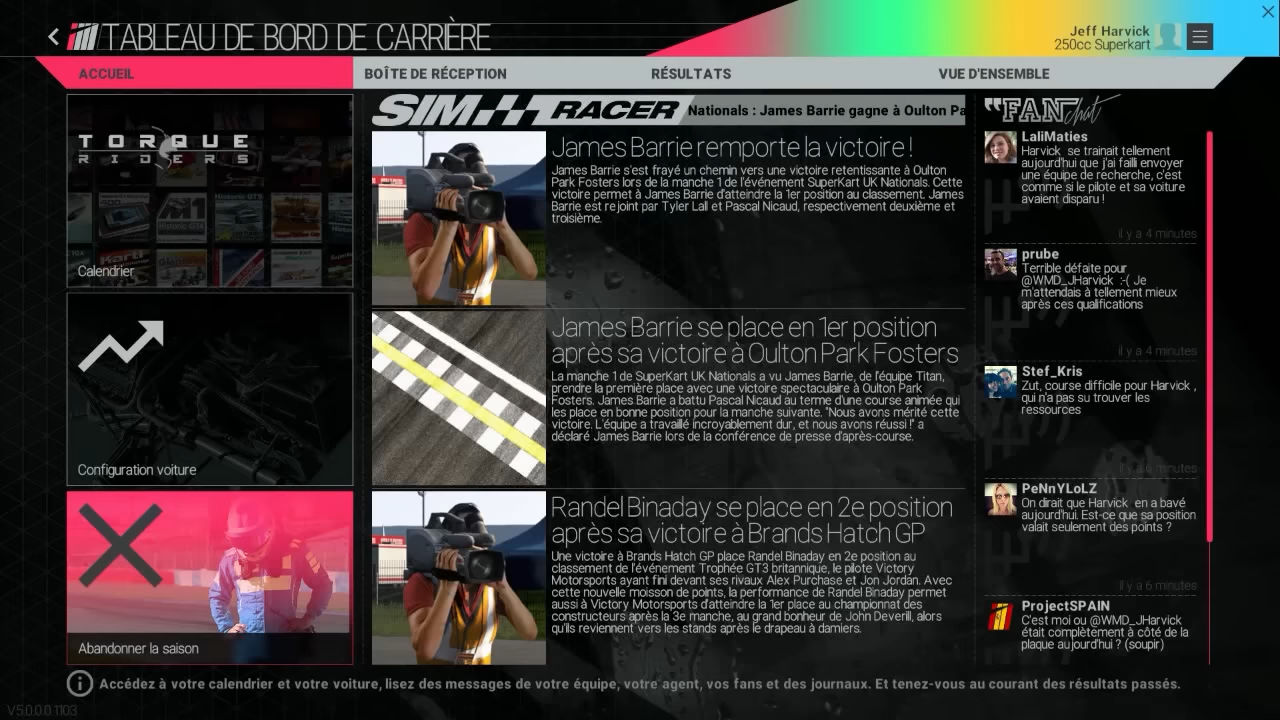 TABLEAU DE BORD DE CARRIÈRE
Jeff Harvick
250cc Superkart
ACCUEIL
BOÎTE DE RÉCEPTION
RÉSULTATS
VUE D'ENSEMBLE
TORQUE
RIDERS
Calendrier
Configuration voiture
Abandonner la saison
SIM RACER
Nationals : James Barrie gagne à Oulton Pa
James Barrie remporte la victoire !
James Barrie s'est frayé un chemin vers une victoire retentissante à Oulton
Park Fosters lors de la manche 1 de l'événement SuperKart UK Nationals. Cette
victoire permet à James Barrie d'atteindre la 1er position au classement. James
Barrie est rejoint par Tyler Lall et Pascal Nicaud, respectivement deuxième et
troisième.
James Barrie se place en 1er position
après sa victoire à Oulton Park Fosters
La manche 1 de SuperKart UK Nationals a vu James Barrie, de l'équipe Titan,
prendre la première place avec une victoire spectaculaire à Oulton Park
Fosters. James Barrie a battu Pascal Nicaud au terme d'une course animée qui
les place en bonne position pour la manche suivante. "Nous avons mérité cette
victoire. L'équipe a travaillé incroyablement dur, et nous avons réussi !" a
déclaré James Barrie lors de la conférence de presse d'après-course.
Randel Binaday se place en 2e position
après sa victoire à Brands Hatch GP
Une victoire à Brands Hatch GP place Randel Binaday en 2e position au
classement de l'événement Trophée GT3 britannique, le pilote Victory
Motorsports ayant fini devant ses rivaux Alex Purchase et Jon Jordan. Avec
cette nouvelle moisson de points, la performance de Randel Binaday permet
aussi à Victory Motorsports d'atteindre la 1er place au championnat des
constructeurs après la 3e manche, au grand bonheur de John Deverill, alors
qu'ils reviennent vers les stands après le drapeau à damiers.
"FANchat
LaliMaties
Harvick se trainait tellement
aujourd'hui que j'ai failli envoyer
une équipe de recherche, c'est
comme si le pilote et sa voiture
avaient disparu !
il y a 4 minutes
prube
Terrible défaite pour
@WMD_JHarvick :-( Je
m'attendais à tellement mieux
après ces qualifications
il y a 4 minutes
Stef_Kris
Zut, course difficile pour Harvick ,
qui n'a pas su trouver les
ressources
il y a 6 minutes
PeNnYLoLZ
On dirait que Harvick en a bavé
aujourd'hui. Est-ce que sa position
valait seulement des points ?
il y a 6 minutes
ProjectSPAIN
C'est moi ou @WMD_JHarvick
était complètement à côté de la
plaque aujourd'hui ? (soupir)
Accédez à votre calendrier et votre voiture, lisez des messages de votre équipe, votre agent, vos fans et des journaux. Et tenez-vous au courant des résultats passés.
V5.0.0.0.1103